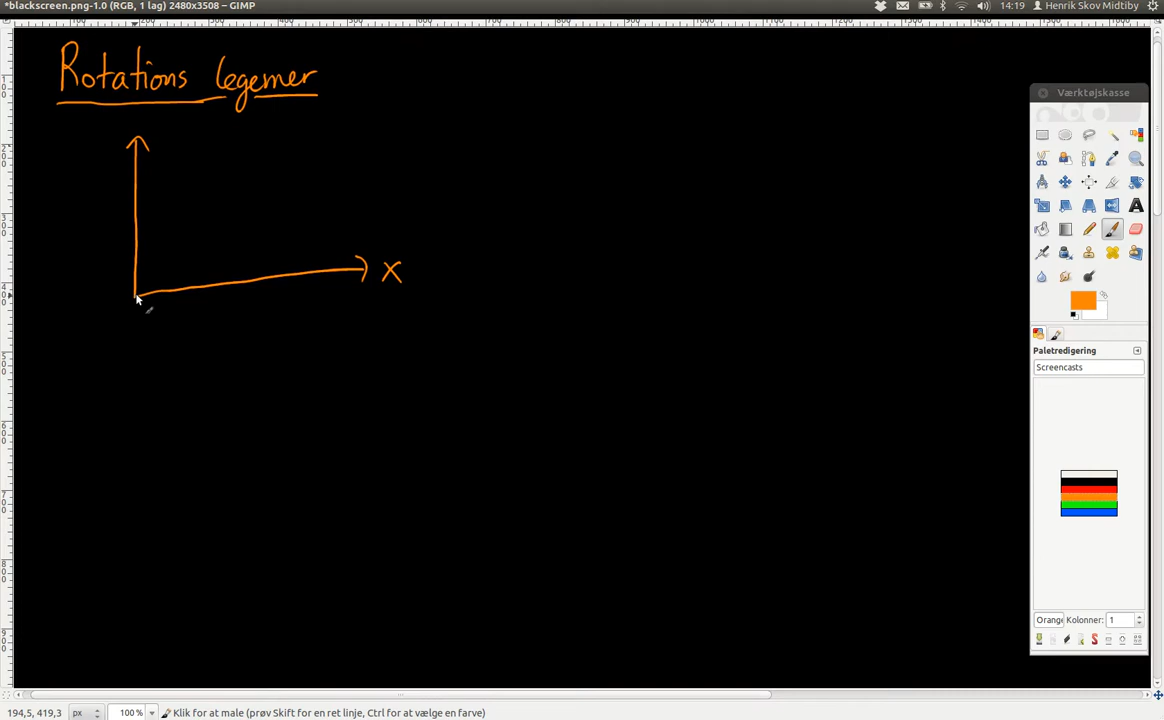 *blackscreen.png-1.0 (RGB, 1 lag) 2480x3508 – GIMP
14:19 Henrik Skov Midtiby
Rotations legemer
X
Værktøjskasse
Paletredigering
Screencasts
Orange Kolonner: 1
194,5, 419,3 px 100% Klik for at male (prøv Skift for en ret linje, Ctrl for at vælge en farve)